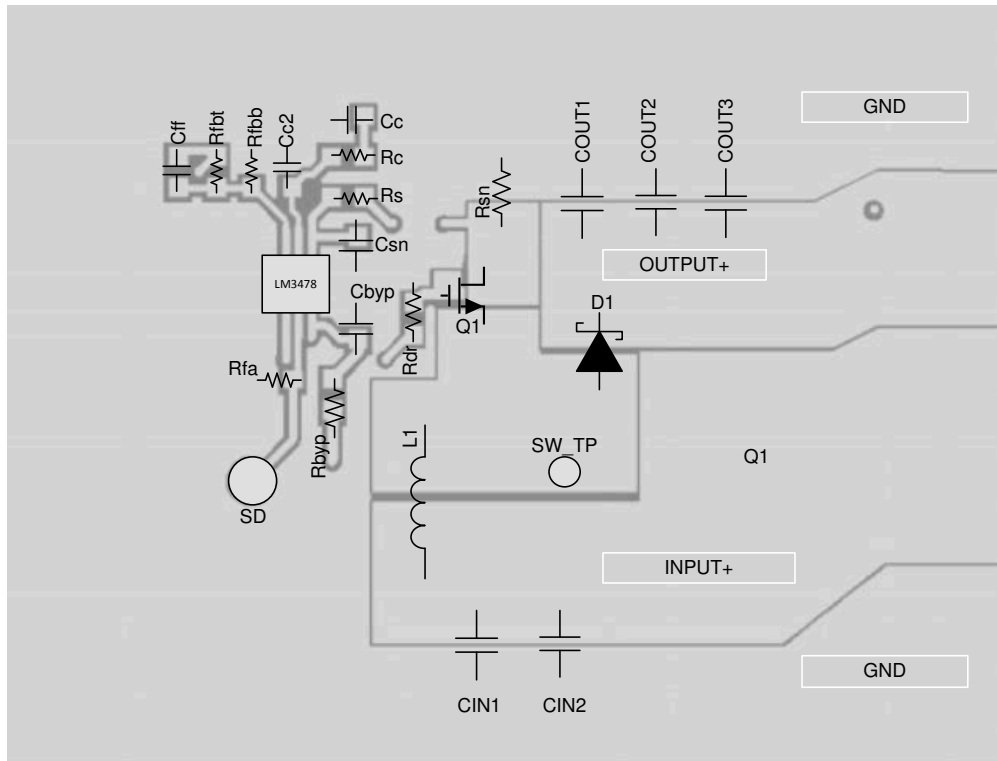 Cff
Rfbt
Rfbb
Cc2
Cc
Rc
Rs
Csn
Cbyp
LM3478
Rfa
Rbyp
SD
Rdr
Q1
Rsn
COUT1
COUT2
COUT3
GND
OUTPUT+
D1
L1
SW_TP
Q1
INPUT+
CIN1
CIN2
GND